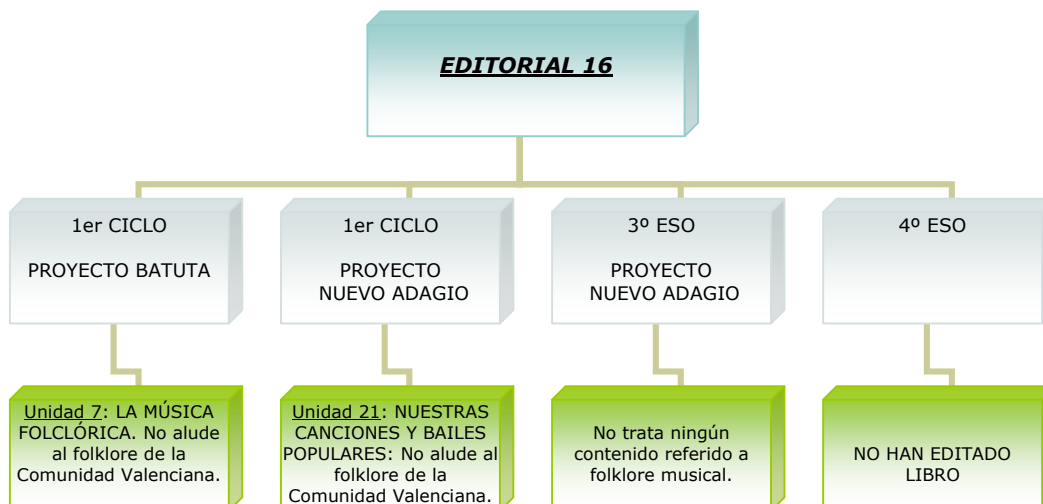 EDITORIAL 16
1er CICLO
PROYECTO BATUTA
1er CICLO
PROYECTO
NUEVO ADAGIO
3º ESO
PROYECTO
NUEVO ADAGIO
4º ESO
Unidad 7: LA MÚSICA
FOLCLÓRICA. No alude
al folklore de la
Comunidad Valenciana.
Unidad 21: NUESTRAS
CANCIONES Y BAILES
POPULARES: No alude al
folklore de la
Comunidad Valenciana.
No trata ningún
contenido referido a
folklore musical.
NO HAN EDITADO
LIBRO